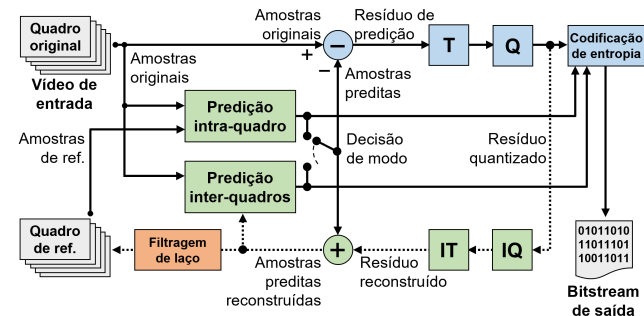 Quadro
original
Vídeo de
entrada
Amostras
originais
Amostras
originais
+
−
−
Resíduo de
predição
Amostras
preditas
T
Q
Codificação
de entropia
Amostras
de ref.
Predição
intra-quadro
Predição
inter-quadros
Decisão
de modo
Resíduo
quantizado
Quadro
de ref.
Filtragem
de laço
Amostras
preditas
reconstruídas
+
Resíduo
reconstruído
IT
IQ
01011010
11011101
10011011
Bitstream
de saída